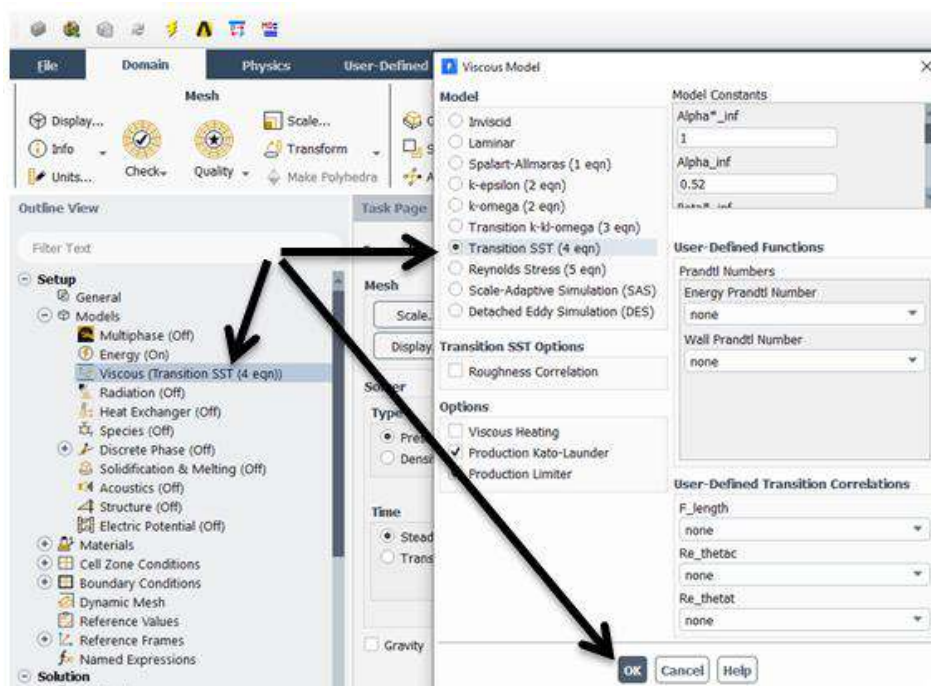 File Domain Physics User-Defined
Mesh
Display...
Info
Units...
Check
Quality
Scale...
Transform
Make Polyhedra
Outline View
Filter Text
Setup
General
Models
Multiphase (Off)
Energy (On)
Viscous (Transition SST (4 eqn))
Radiation (Off)
Heat Exchanger (Off)
Species (Off)
Discrete Phase (Off)
Solidification & Melting (Off)
Acoustics (Off)
Structure (Off)
Electric Potential (Off)
Materials
Cell Zone Conditions
Boundary Conditions
Dynamic Mesh
Reference Values
Reference Frames
Named Expressions
Solution
Task Page
Mesh
Scale.
Display
Type
Time
Gravity
Viscous Model
Model
Inviscid
Laminar
Spalart-Allmaras (1 eqn)
k-epsilon (2 eqn)
k-omega (2 eqn)
Transition k-kl-omega (3 eqn)
Transition SST (4 eqn)
Reynolds Stress (5 eqn)
Scale-Adaptive Simulation (SAS)
Detached Eddy Simulation (DES)
Transition SST Options
Roughness Correlation
Options
Viscous Heating
Production Kato-Launder
Production Limiter
Model Constants
Alpha*_inf
1
Alpha_inf
0.52
User-Defined Functions
Prandtl Numbers
Energy Prandtl Number
none
Wall Prandtl Number
none
User-Defined Transition Correlations
F_length
none
Re_thetac
none
Re_thetat
none
OK Cancel Help